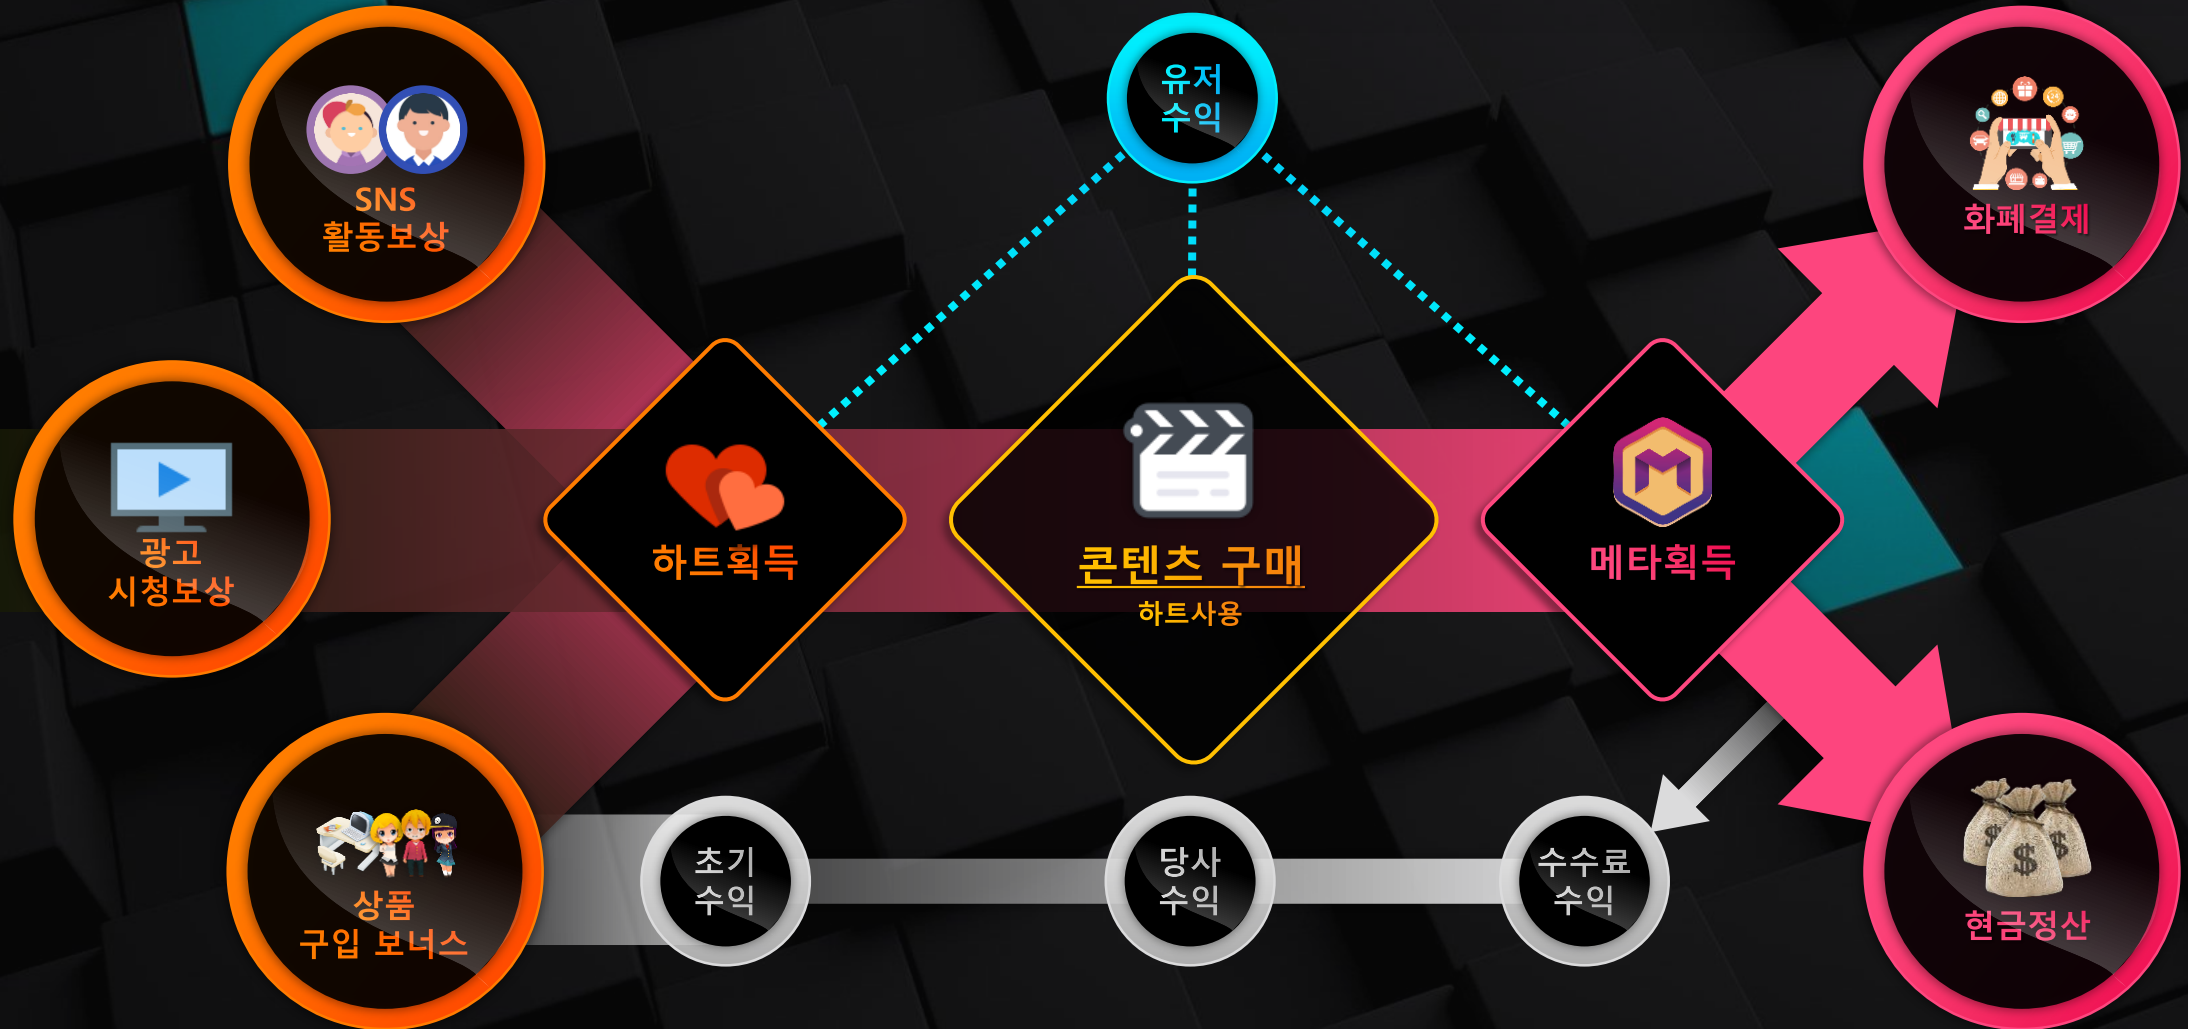 SNS
활동보상
유저
수익
화폐결제
광고
시청보상
하트획득
콘텐츠 구매
하트사용
메타획득
상품
구입 보너스
초기
수익
당사
수익
수수료
수익
현금정산